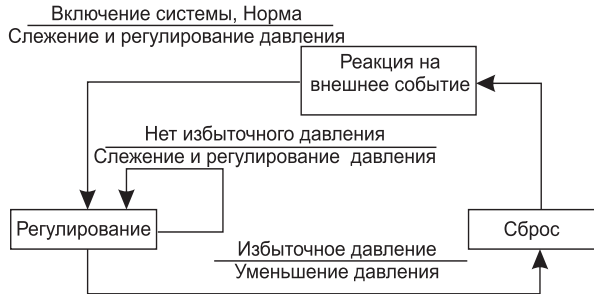 Включение системы, Норма
Слежение и регулирование давления
Реакция на
внешнее событие
Нет избыточного давления
Слежение и регулирование давления
Регулирование
Сброс
Избыточное давление
Уменьшение давления